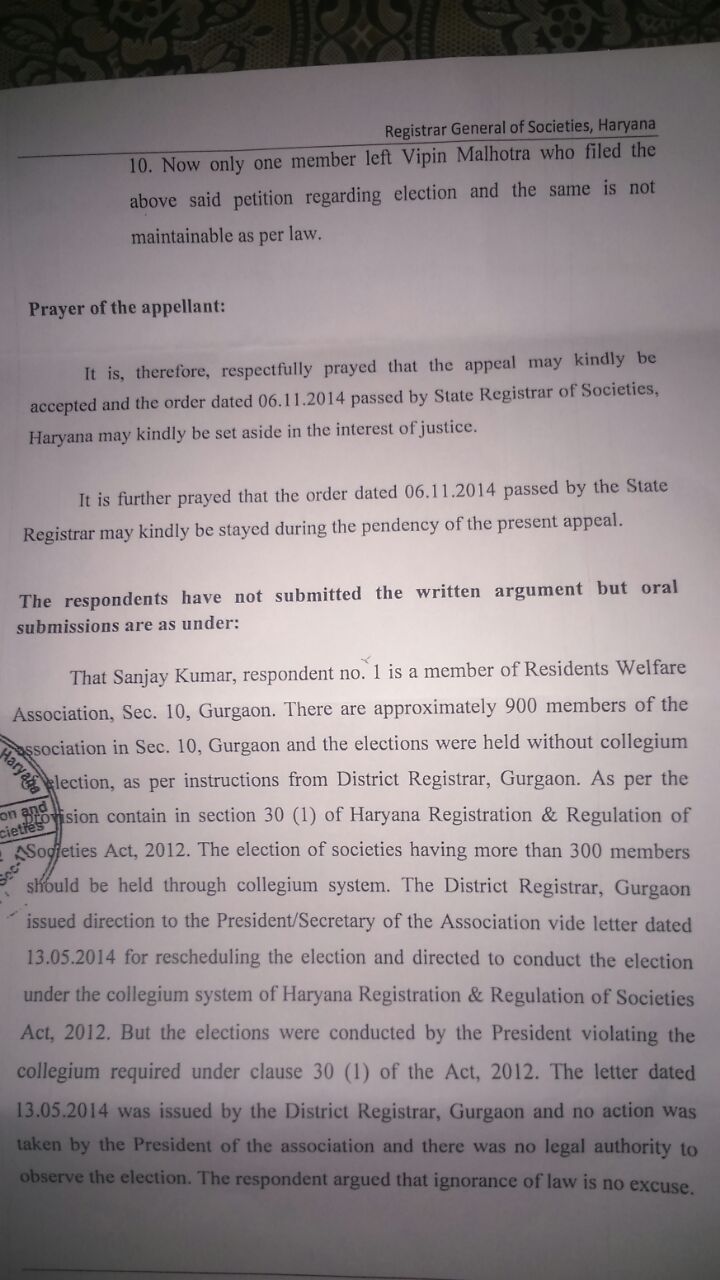 Registrar General of Societies, Haryana
10. Now only one member left Vipin Malhotra who filed the
above said petition regarding election and the same is not
maintainable as per law.
Prayer of the appellant:
It is, therefore, respectfully prayed that the appeal may kindly be
accepted and the order dated 06.11.2014 passed by State Registrar of Societies,
Haryana may kindly be set aside in the interest of justice.
It is further prayed that the order dated 06.11.2014 passed by the State
Registrar may kindly be stayed during the pendency of the present appeal.
The respondents have not submitted the written argument but oral
submissions are as under:
That Sanjay Kumar, respondent no. 1 is a member of Residents Welfare
Association, Sec. 10, Gurgaon. There are approximately 900 members of the
association in Sec. 10, Gurgaon and the elections were held without collegium
election, as per instructions from District Registrar, Gurgaon. As per the
provision contain in section 30 (1) of Haryana Registration & Regulation of
Societies Act, 2012. The election of societies having more than 300 members
should be held through collegium system. The District Registrar, Gurgaon
issued direction to the President/Secretary of the Association vide letter dated
13.05.2014 for rescheduling the election and directed to conduct the election
under the collegium system of Haryana Registration & Regulation of Societies
Act, 2012. But the elections were conducted by the President violating the
collegium required under clause 30 (1) of the Act, 2012. The letter dated
13.05.2014 was issued by the District Registrar, Gurgaon and no action was
taken by the President of the association and there was no legal authority to
observe the election. The respondent argued that ignorance of law is no excuse.
Haryana
on and
cieties